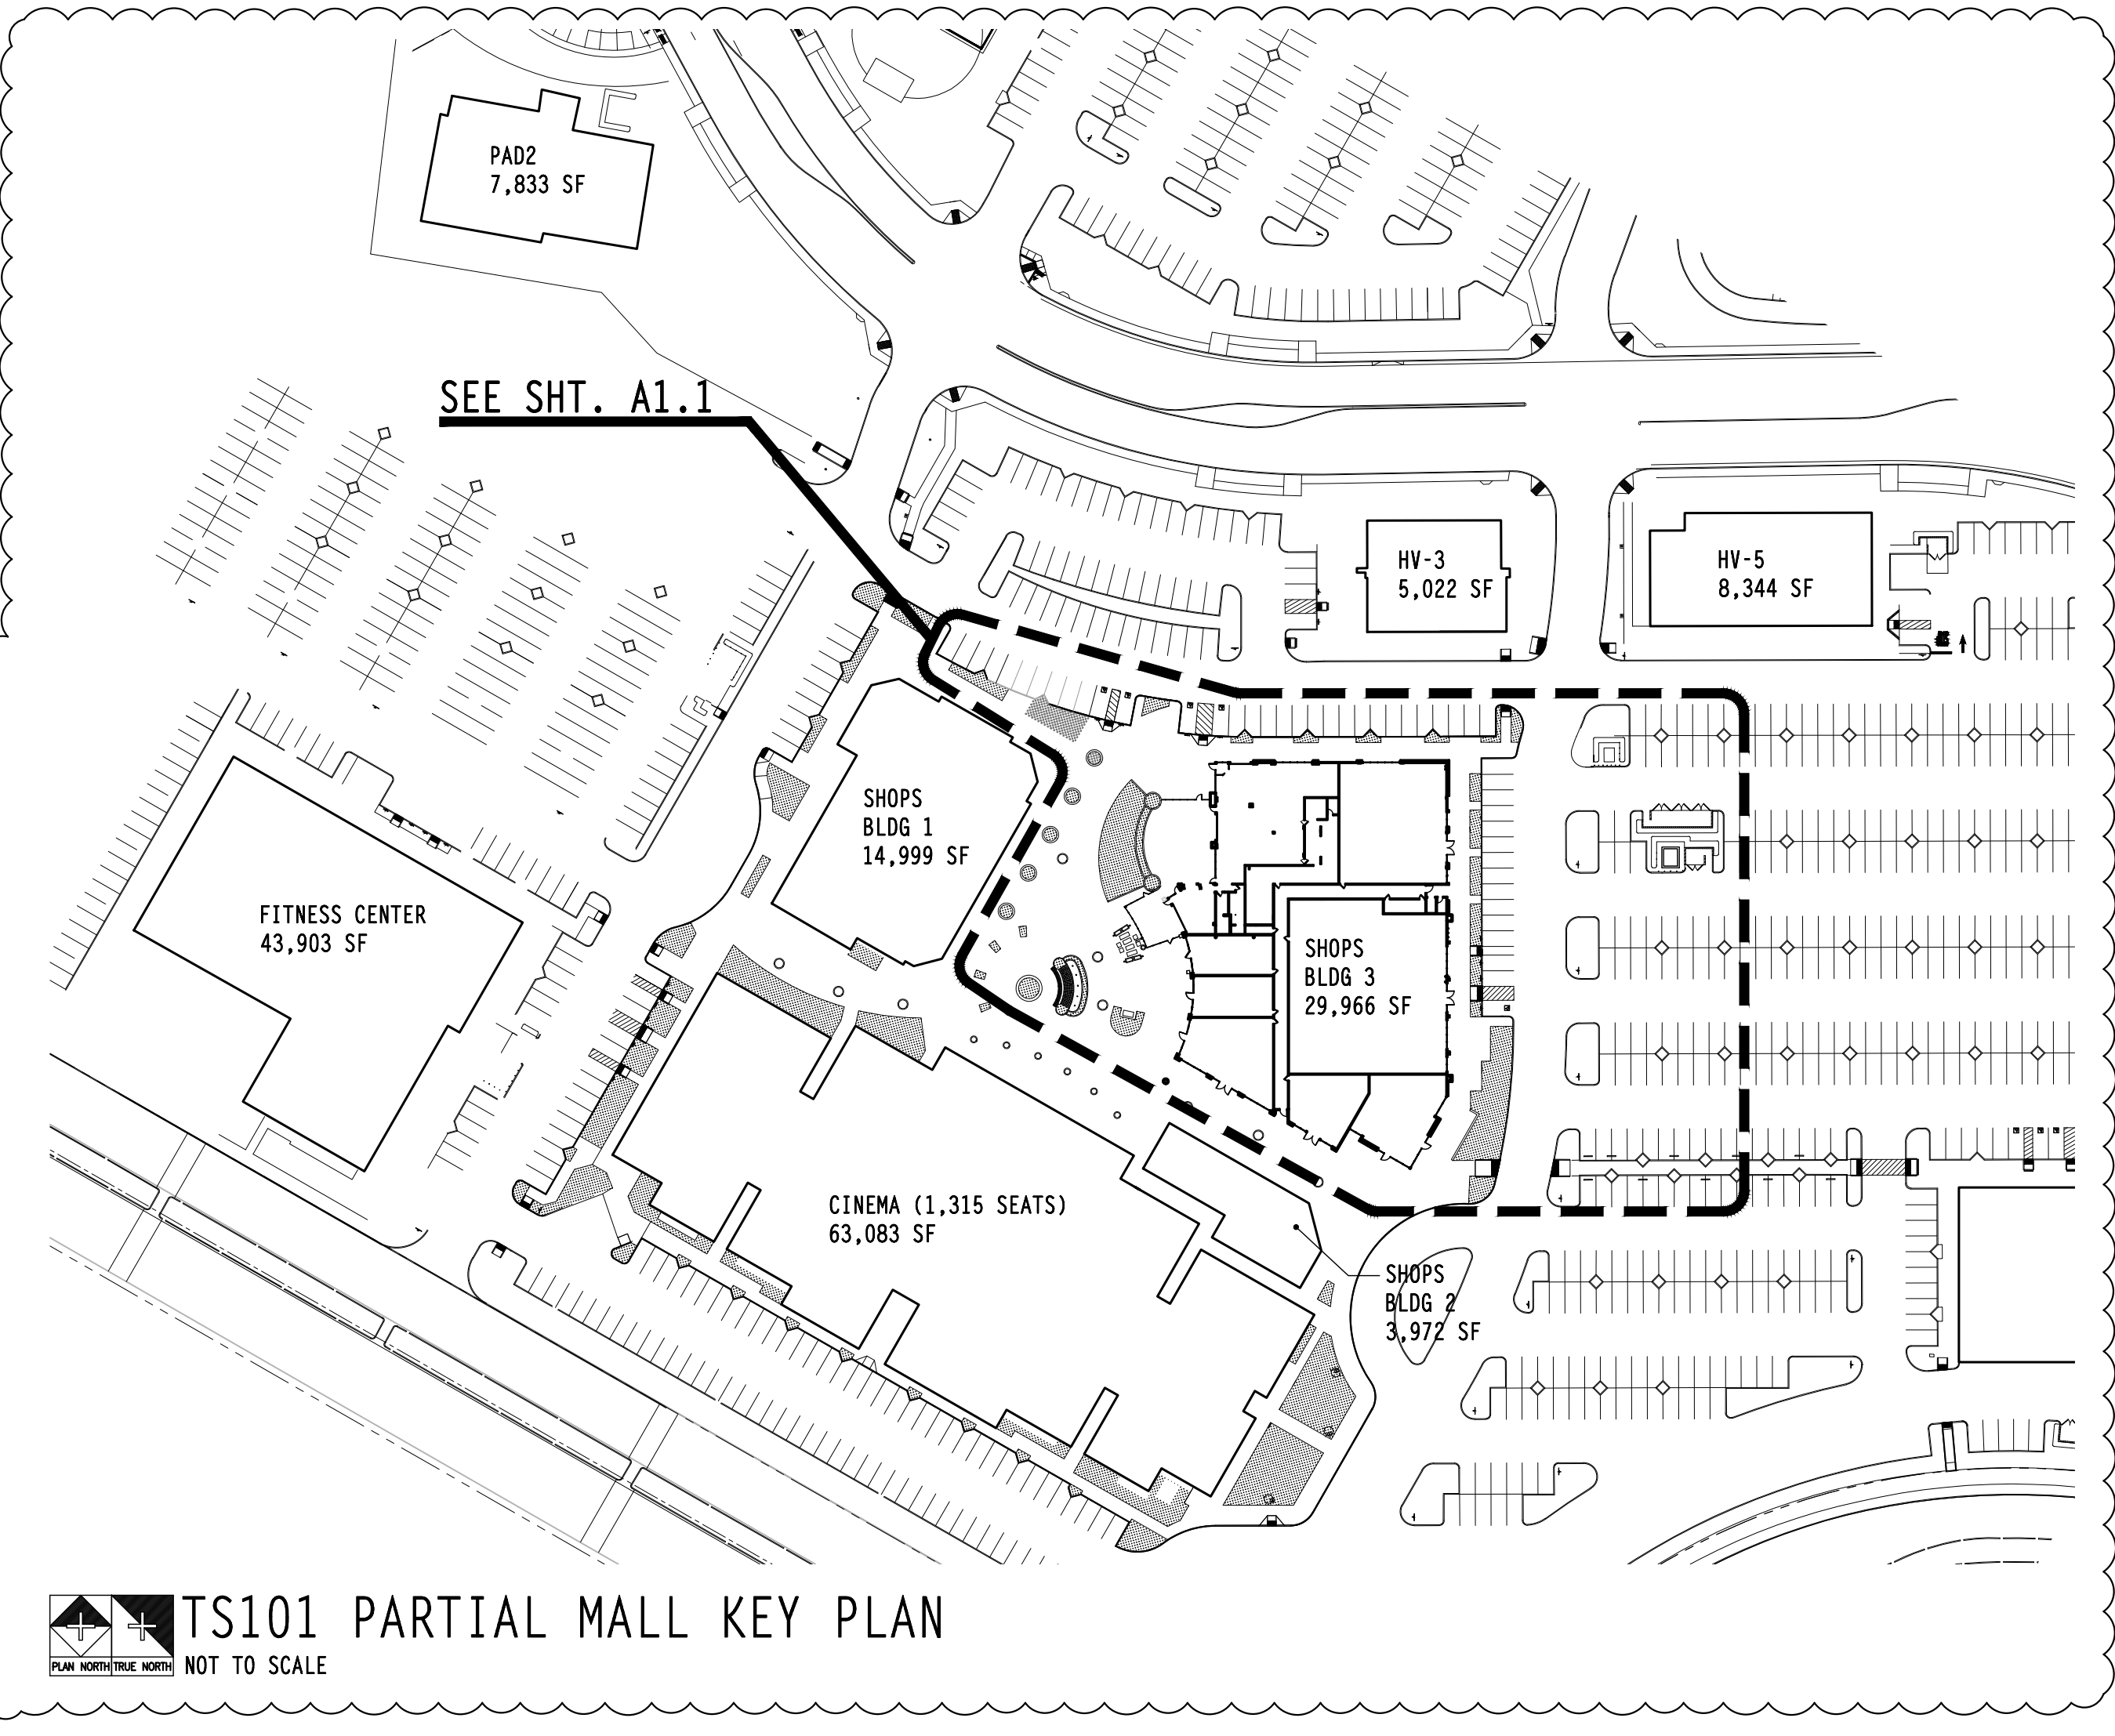 PAD2
7,833 SF
SEE SHT. A1.1
HV-3
5,022 SF
HV-5
8,344 SF
SHOPS
BLDG 1
14,999 SF
FITNESS CENTER
43,903 SF
SHOPS
BLDG 3
29,966 SF
CINEMA (1,315 SEATS)
63,083 SF
SHOPS
BLDG 2
3,972 SF
TS101 PARTIAL MALL KEY PLAN
NOT TO SCALE
PLAN NORTH
TRUE NORTH